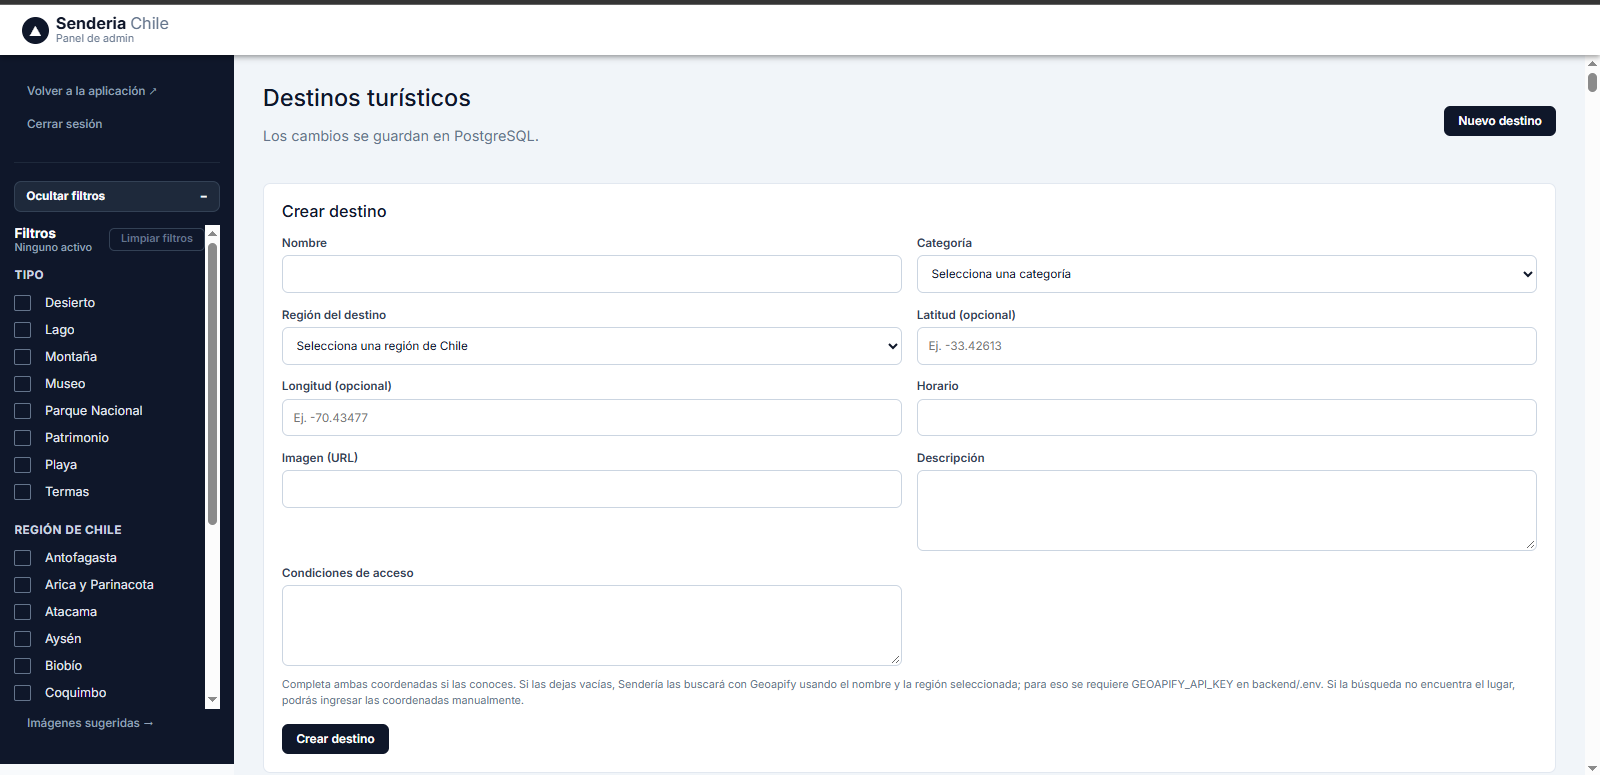 Senderia Chile
Panel de admin
Volver a la aplicación ↗
Cerrar sesión
Ocultar filtros −
Filtros
Ninguno activo
Limpiar filtros
TIPO
Desierto
Lago
Montaña
Museo
Parque Nacional
Patrimonio
Playa
Termas
REGIÓN DE CHILE
Antofagasta
Arica y Parinacota
Atacama
Aysén
Biobío
Coquimbo
Imágenes sugeridas →
Destinos turísticos
Los cambios se guardan en PostgreSQL.
Nuevo destino
Crear destino
Nombre
Categoría
Selecciona una categoría
Región del destino
Selecciona una región de Chile
Latitud (opcional)
Ej. -33.42613
Longitud (opcional)
Ej. -70.43477
Horario
Imagen (URL)
Descripción
Condiciones de acceso
Completa ambas coordenadas si las conoces. Si las dejas vacías, Sendería las buscará con Geoapify usando el nombre y la región seleccionada; para eso se requiere GEOAPIFY_API_KEY en backend/.env. Si la búsqueda no encuentra el lugar,
podrás ingresar las coordenadas manualmente.
Crear destino